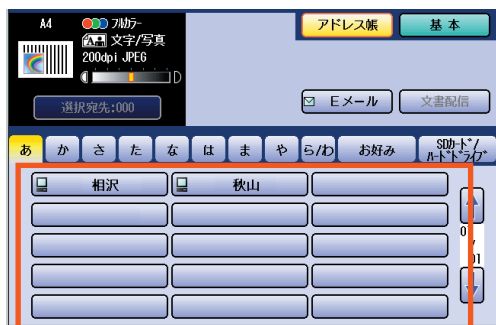 A4 フルカラー アドレス帳 基本
A 文字/写真
200dpi JPEG
D
選択宛先:000 Eメール 文書配信
あ か さ た な は ま や ら/わ お好み SDカード/ハードドライブ
相沢 秋山